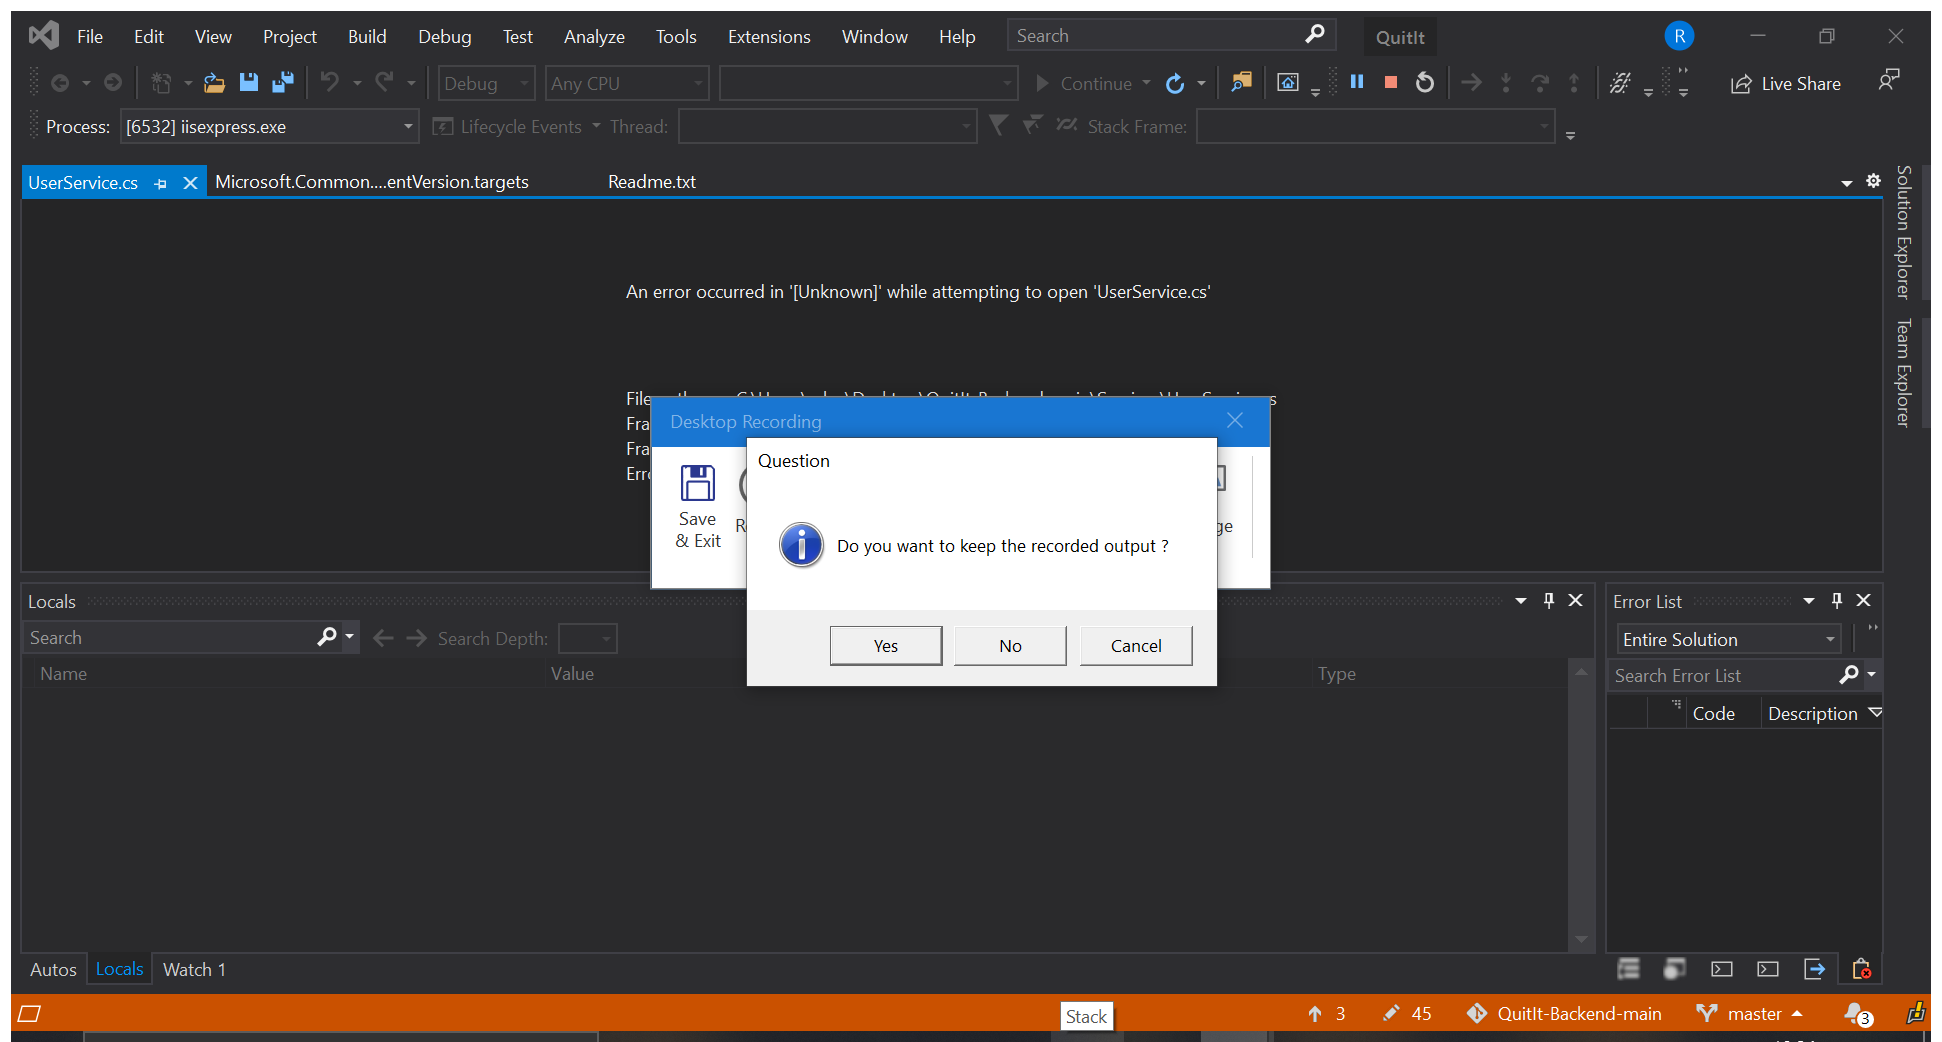 File Edit View Project Build Debug Test Analyze Tools Extensions Window Help Search QuitIt R
Debug Any CPU Continue Live Share
Process: [6532] iisexpress.exe Lifecycle Events Thread: Stack Frame:
UserService.cs Microsoft.Common....entVersion.targets Readme.txt
Solution Explorer
Team Explorer
An error occurred in '[Unknown]' while attempting to open 'UserService.cs'
File
Fra
Fra
Erro
Desktop Recording
Save
& Exit
R
ge
Question
Do you want to keep the recorded output ?
Yes No Cancel
Locals
Search Search Depth:
Name Value Type
Error List
Entire Solution
Search Error List
Code Description
Autos Locals Watch 1
Stack 3 45 QuitIt-Backend-main master 3